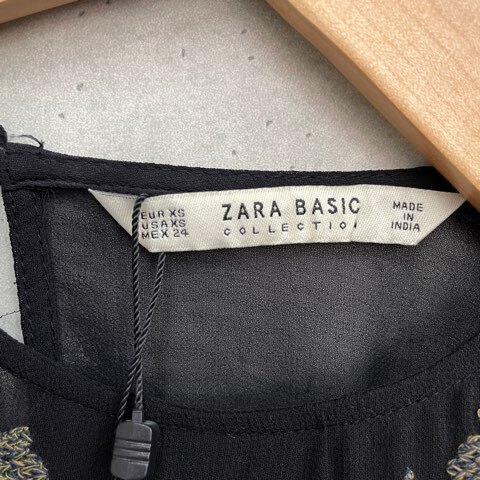 EUR XS
USA XS
MEX 24
ZARA BASIC
COLLECTION
MADE
IN
INDIA